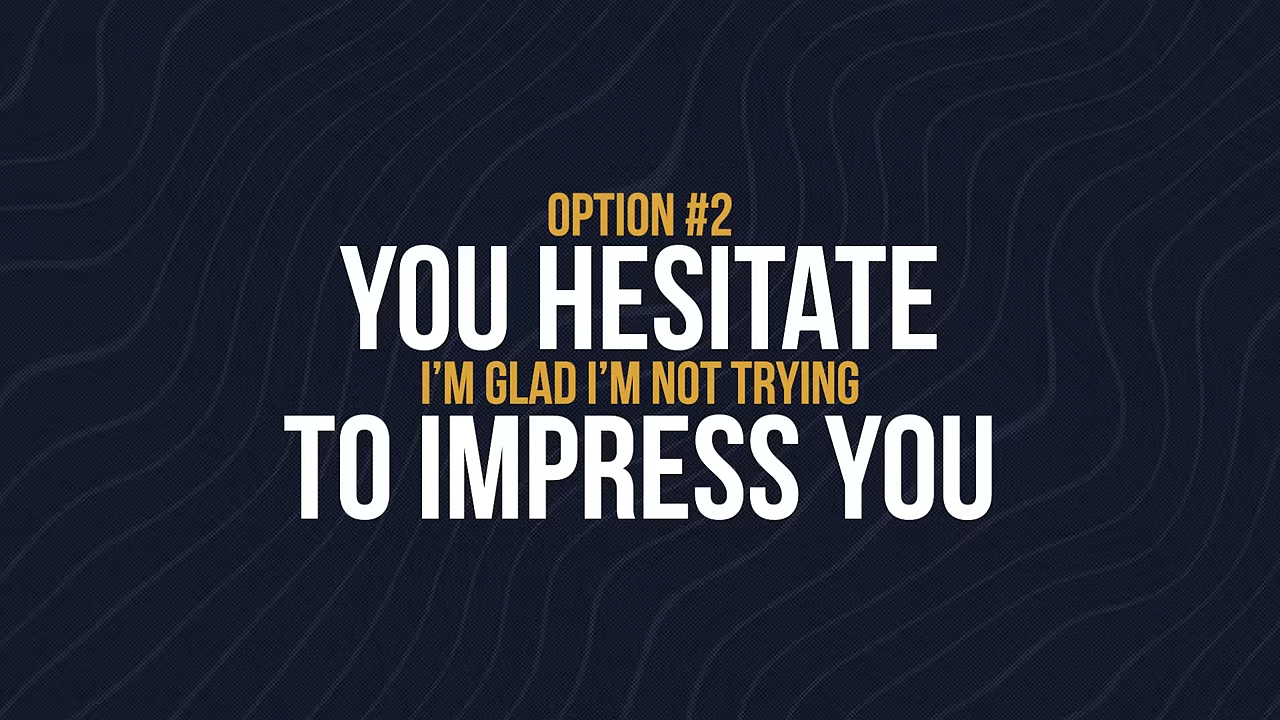 OPTION #2
YOU HESITATE
I’M GLAD I’M NOT TRYING
TO IMPRESS YOU